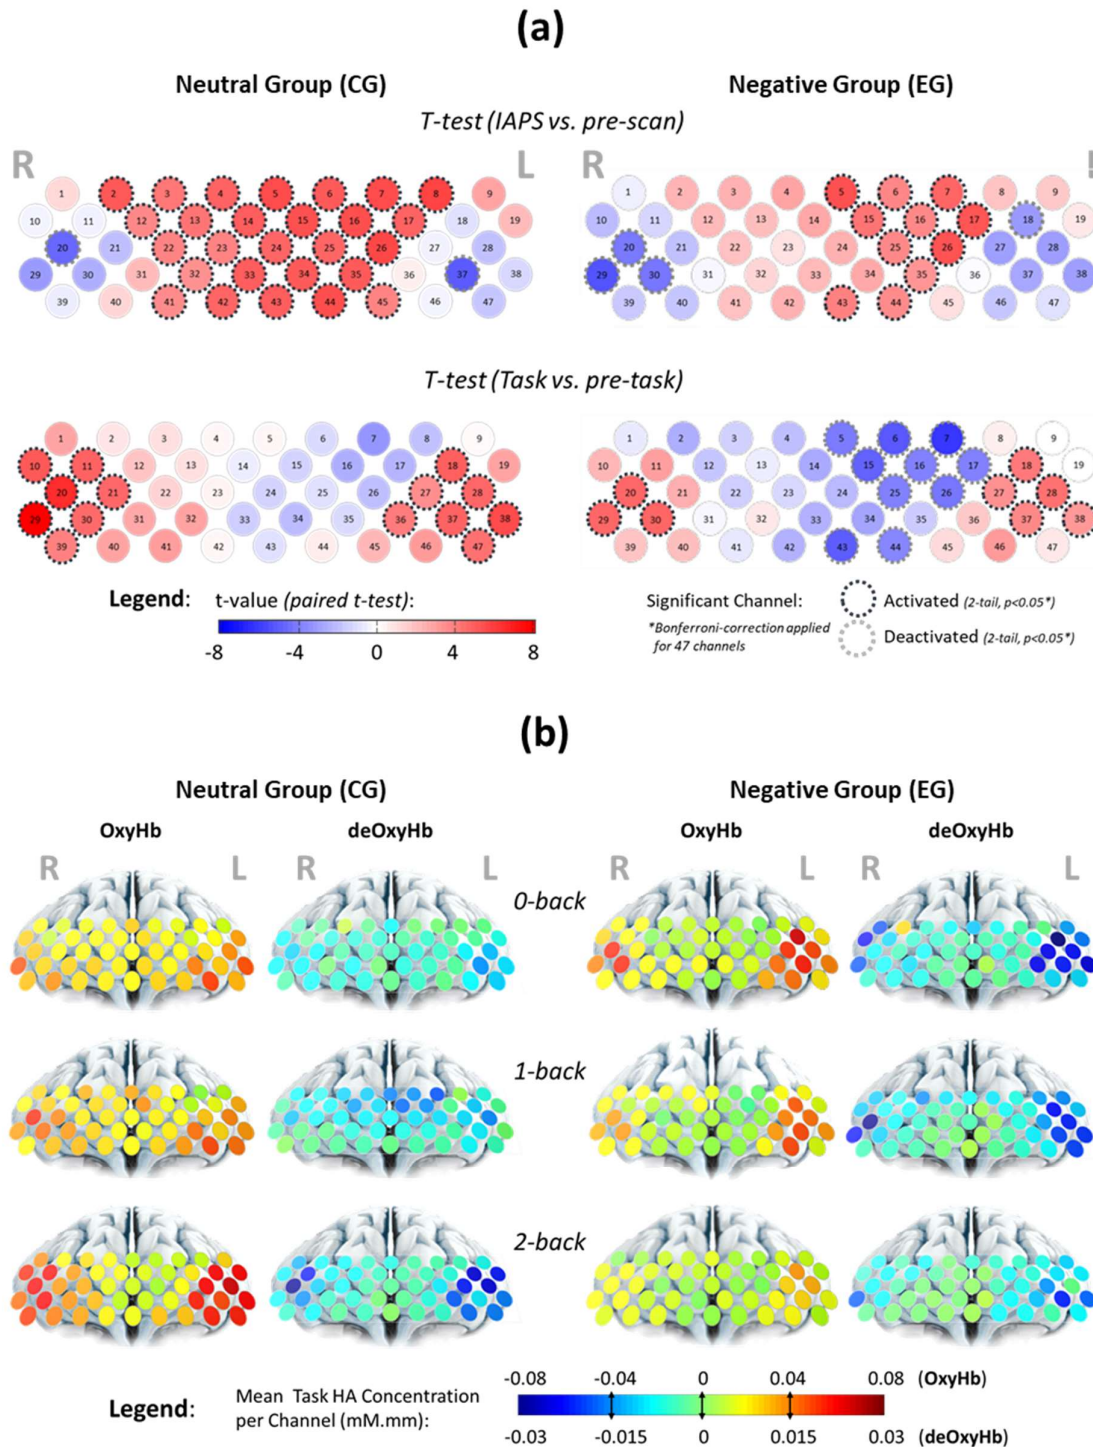 (a)
Neutral Group (CG) Negative Group (EG)
T-test (IAPS vs. pre-scan)
R L R
1 2 3 4 5 6 7 8 9 1 2 3 4 5 6 7 8 9
10 11 12 13 14 15 16 17 18 19 10 11 12 13 14 15 16 17 18 19
20 21 22 23 24 25 26 27 28 20 21 22 23 24 25 26 27 28
29 30 31 32 33 34 35 36 37 38 29 30 31 32 33 34 35 36 37 38
39 40 41 42 43 44 45 46 47 39 40 41 42 43 44 45 46 47
T-test (Task vs. pre-task)
1 2 3 4 5 6 7 8 9 1 2 3 4 5 6 7 8 9
10 11 12 13 14 15 16 17 18 19 10 11 12 13 14 15 16 17 18 19
20 21 22 23 24 25 26 27 28 20 21 22 23 24 25 26 27 28
29 30 31 32 33 34 35 36 37 38 29 30 31 32 33 34 35 36 37 38
39 40 41 42 43 44 45 46 47 39 40 41 42 43 44 45 46 47
Legend: t-value (paired t-test):
-8 -4 0 4 8
Significant Channel: Activated (2-tail, p<0.05*)
*Bonferroni-correction applied
for 47 channels
Deactivated (2-tail, p<0.05*)
(b)
Neutral Group (CG) Negative Group (EG)
OxyHb deOxyHb OxyHb deOxyHb
R L R L R L R L
0-back
1-back
2-back
Legend: Mean Task HA Concentration
per Channel (mM.mm):
-0.08 -0.04 0 0.04 0.08 (OxyHb)
-0.03 -0.015 0 0.015 0.03 (deOxyHb)